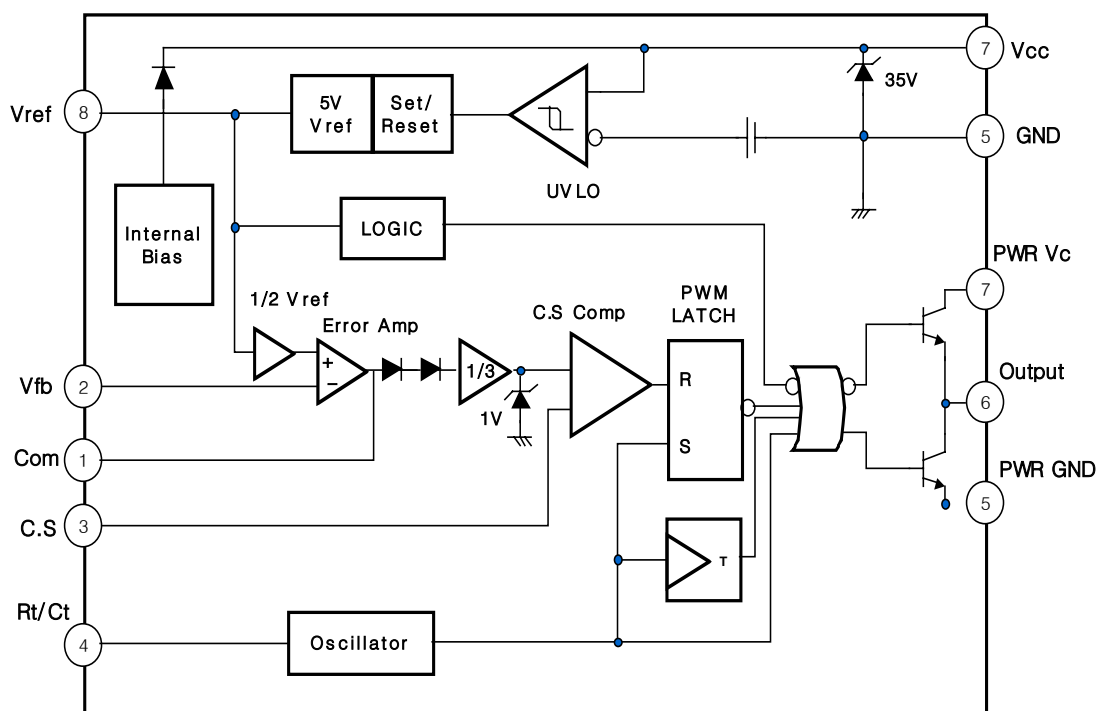 7 Vcc
35V
Vref 8
5V
Vref
Set/
Reset
5 GND
UVLO
Internal
Bias
LOGIC
PWR Vc
7
1/2 Vref
Error Amp
C.S Comp
PWM
LATCH
+
−
1/3
1V
R
S
Vfb 2
Output
6
Com 1
PWR GND
5
C.S 3
T
Rt/Ct
4
Oscillator